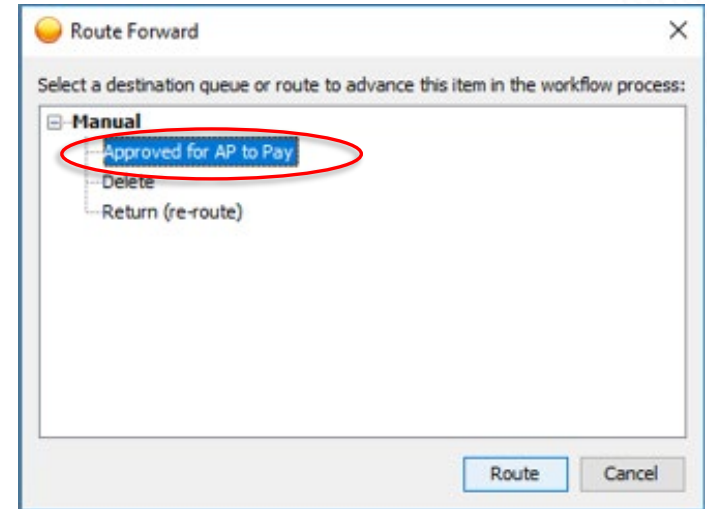 Route Forward
Select a destination queue or route to advance this item in the workflow process:
Manual
Approved for AP to Pay
Delete
Return (re-route)
Route Cancel